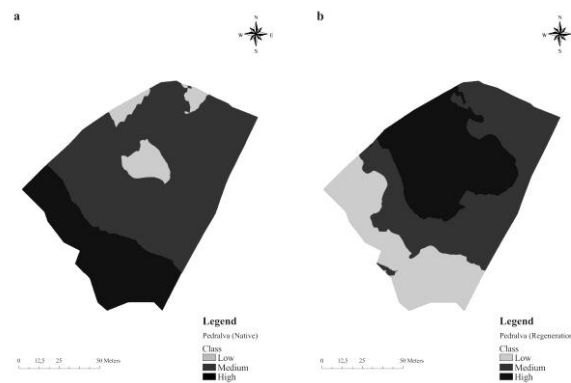 a
N
W E
S
Legend
Pedralva (Native)
Class
Low
Medium
High
0 12,5 25 50 Meters
b
N
W
S
Legend
Pedralva (Regeneration
Class
Low
Medium
High
0 12,5 25 50 Meters